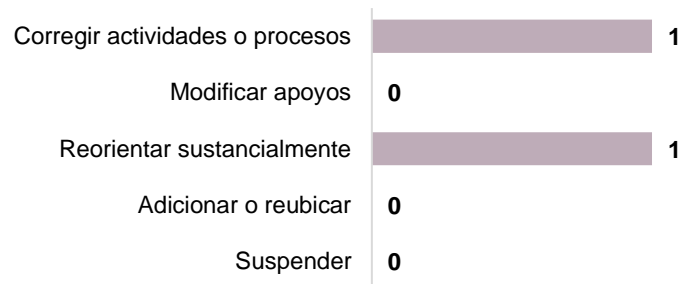 Corregir actividades o procesos 1
Modificar apoyos 0
Reorientar sustancialmente 1
Adicionar o reubicar 0
Suspender 0